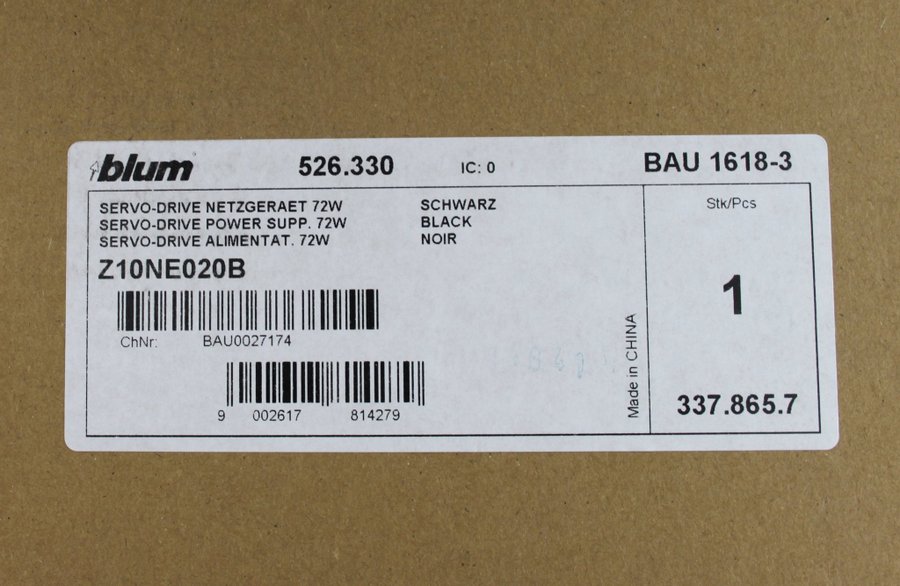 blum 526.330 IC: 0 BAU 1618-3
SERVO-DRIVE NETZGERAET 72W SCHWARZ
SERVO-DRIVE POWER SUPP. 72W BLACK
SERVO-DRIVE ALIMENTAT. 72W NOIR
Z10NE020B
ChNr: BAU0027174
9 002617 814279
Made in CHINA
Stk/Pcs
1
337.865.7